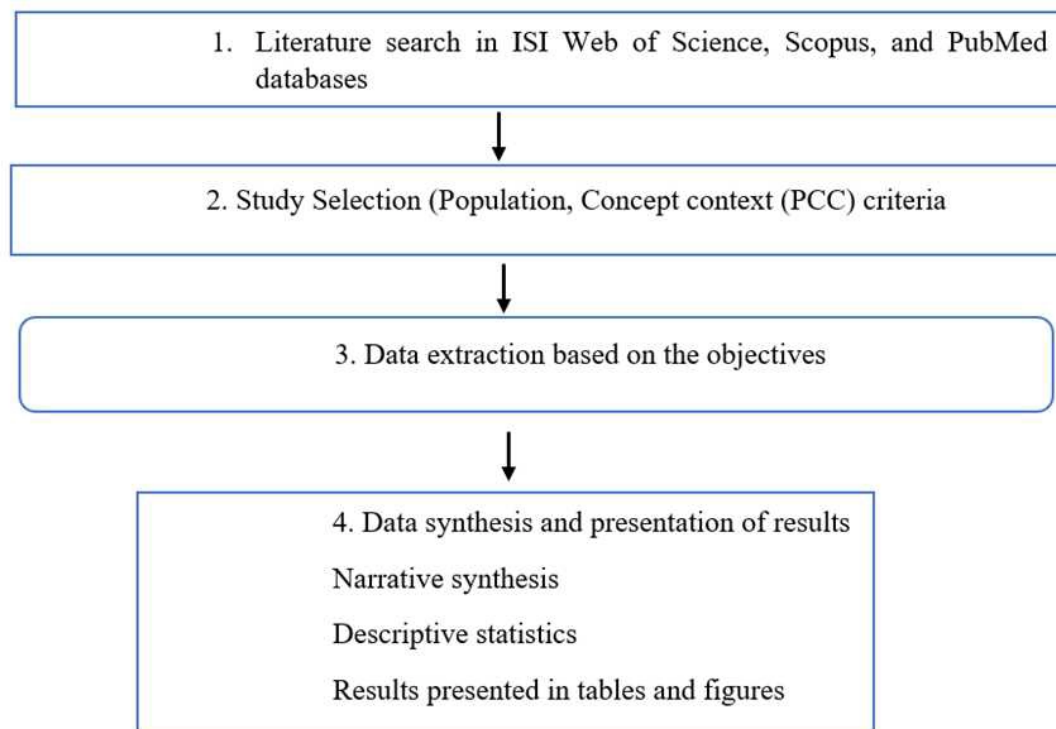 1. Literature search in ISI Web of Science, Scopus, and PubMed
databases
2. Study Selection (Population, Concept context (PCC) criteria
3. Data extraction based on the objectives
4. Data synthesis and presentation of results
Narrative synthesis
Descriptive statistics
Results presented in tables and figures